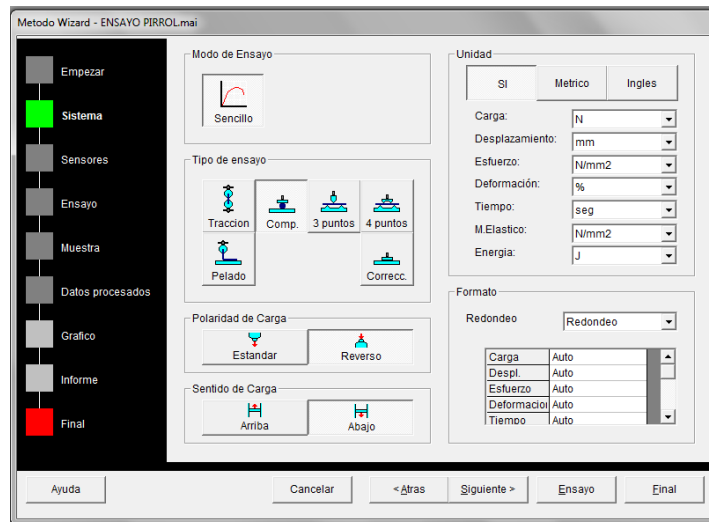 Metodo Wizard - ENSAYO PIRROL.mai
Empezar
Sistema
Sensores
Ensayo
Muestra
Datos procesados
Grafico
Informe
Final
Modo de Ensayo
Sencillo
Tipo de ensayo
Traccion Comp. 3 puntos 4 puntos
Pelado Correcc.
Polaridad de Carga
Estandar Reverso
Sentido de Carga
Arriba Abajo
Unidad
SI Metrico Ingles
Carga: N
Desplazamiento: mm
Esfuerzo: N/mm2
Deformación: %
Tiempo: seg
M.Elastico: N/mm2
Energia: J
Formato
Redondeo Redondeo
Carga Auto
Despl. Auto
Esfuerzo Auto
Deformacion Auto
Tiempo Auto
Ayuda Cancelar < Atras Siguiente > Ensayo Final